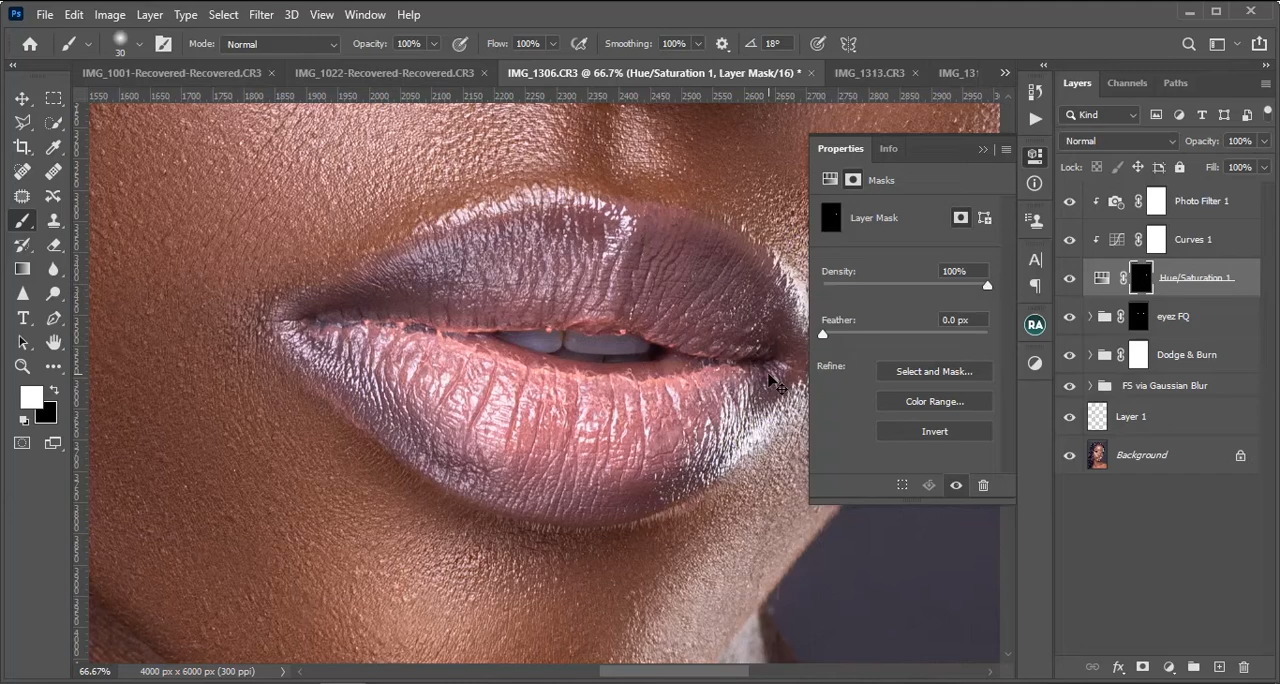 Ps File Edit Image Layer Type Select Filter 3D View Window Help
30 Mode: Normal Opacity: 100% Flow: 100% Smoothing: 100% 18°
IMG_1001-Recovered-Recovered.CR3 × IMG_1022-Recovered-Recovered.CR3 × IMG_1306.CR3 @ 66.7% (Hue/Saturation 1, Layer Mask/16) * × IMG_1313.CR3 ×
1550 1600 1650 1700 1750 1800 1850 1900 1950 2000 2050 2100 2150 2200 2250 2300 2350 2400 2450 2500 2550 2600 2650 2700 2750 2800 2850 2900 2950
Properties Info
Masks
Layer Mask
Density: 100%
Feather: 0.0 px
Refine: Select and Mask...
Color Range...
Invert
A
RA
Layers Channels Paths
Kind
Normal Opacity: 100%
Lock: Fill: 100%
Photo Filter 1
Curves 1
Hue/Saturation 1
eyez FQ
Dodge & Burn
FS via Gaussian Blur
Layer 1
Background
fx
66.67% 4000 px x 6000 px (300 ppi)